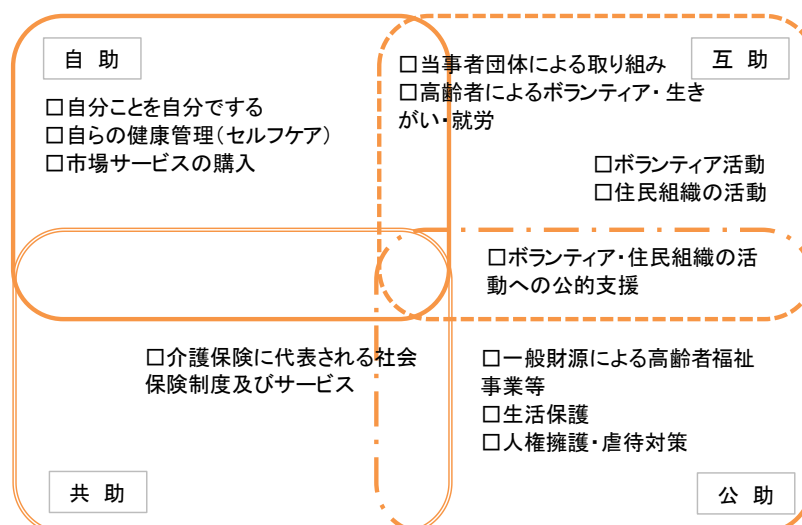 自 助
□自分ことを自分でする
□自らの健康管理(セルフケア)
□市場サービスの購入
互 助
□当事者団体による取り組み
□高齢者によるボランティア・生き
がい・就労
□ボランティア活動
□住民組織の活動
□ボランティア・住民組織の活
動への公的支援
□介護保険に代表される社会
保険制度及びサービス
共 助
□一般財源による高齢者福祉
事業等
□生活保護
□人権擁護・虐待対策
公 助